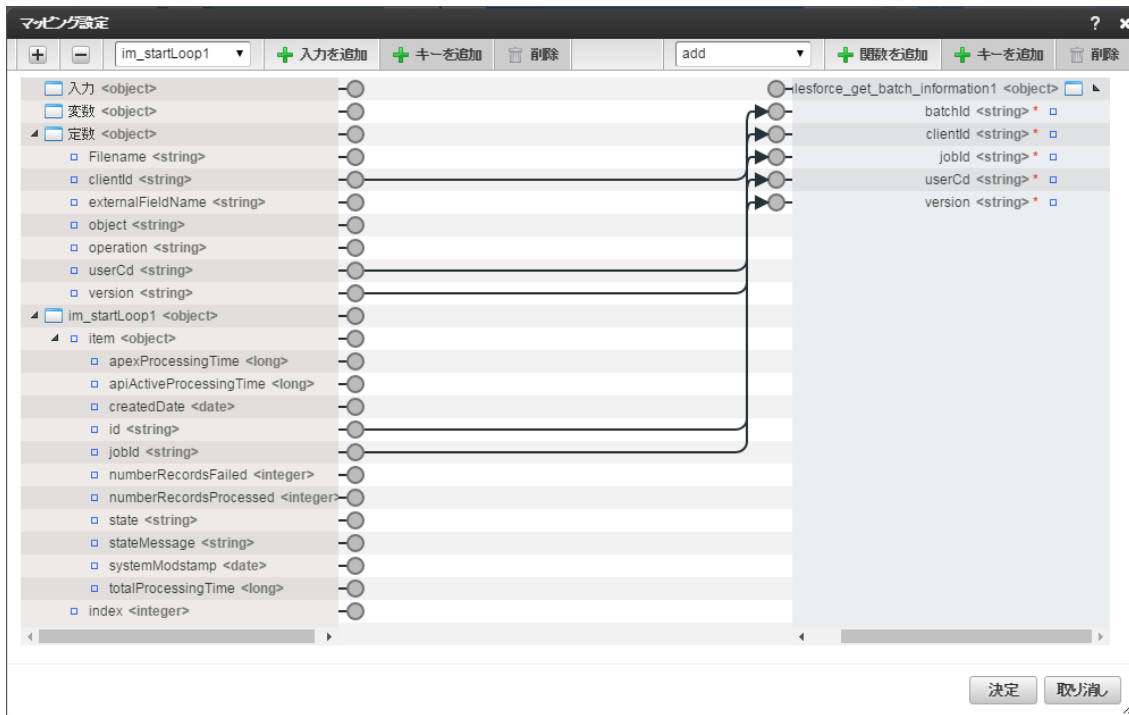 マッピング設定
?
im_startLoop1
入力を追加
キーを追加
削除
add
関数を追加
キーを追加
削除
入力 <object>
変数 <object>
定数 <object>
Filename <string>
clientId <string>
externalFieldName <string>
object <string>
operation <string>
userCd <string>
version <string>
im_startLoop1 <object>
item <object>
apexProcessingTime <long>
apiActiveProcessingTime <long>
createdDate <date>
id <string>
jobId <string>
numberRecordsFailed <integer>
numberRecordsProcessed <integer>
state <string>
stateMessage <string>
systemModstamp <date>
totalProcessingTime <long>
index <integer>
lesforce_get_batch_information1 <object>
batchId <string> *
clientId <string> *
jobId <string> *
userCd <string> *
version <string> *
決定
取り消し